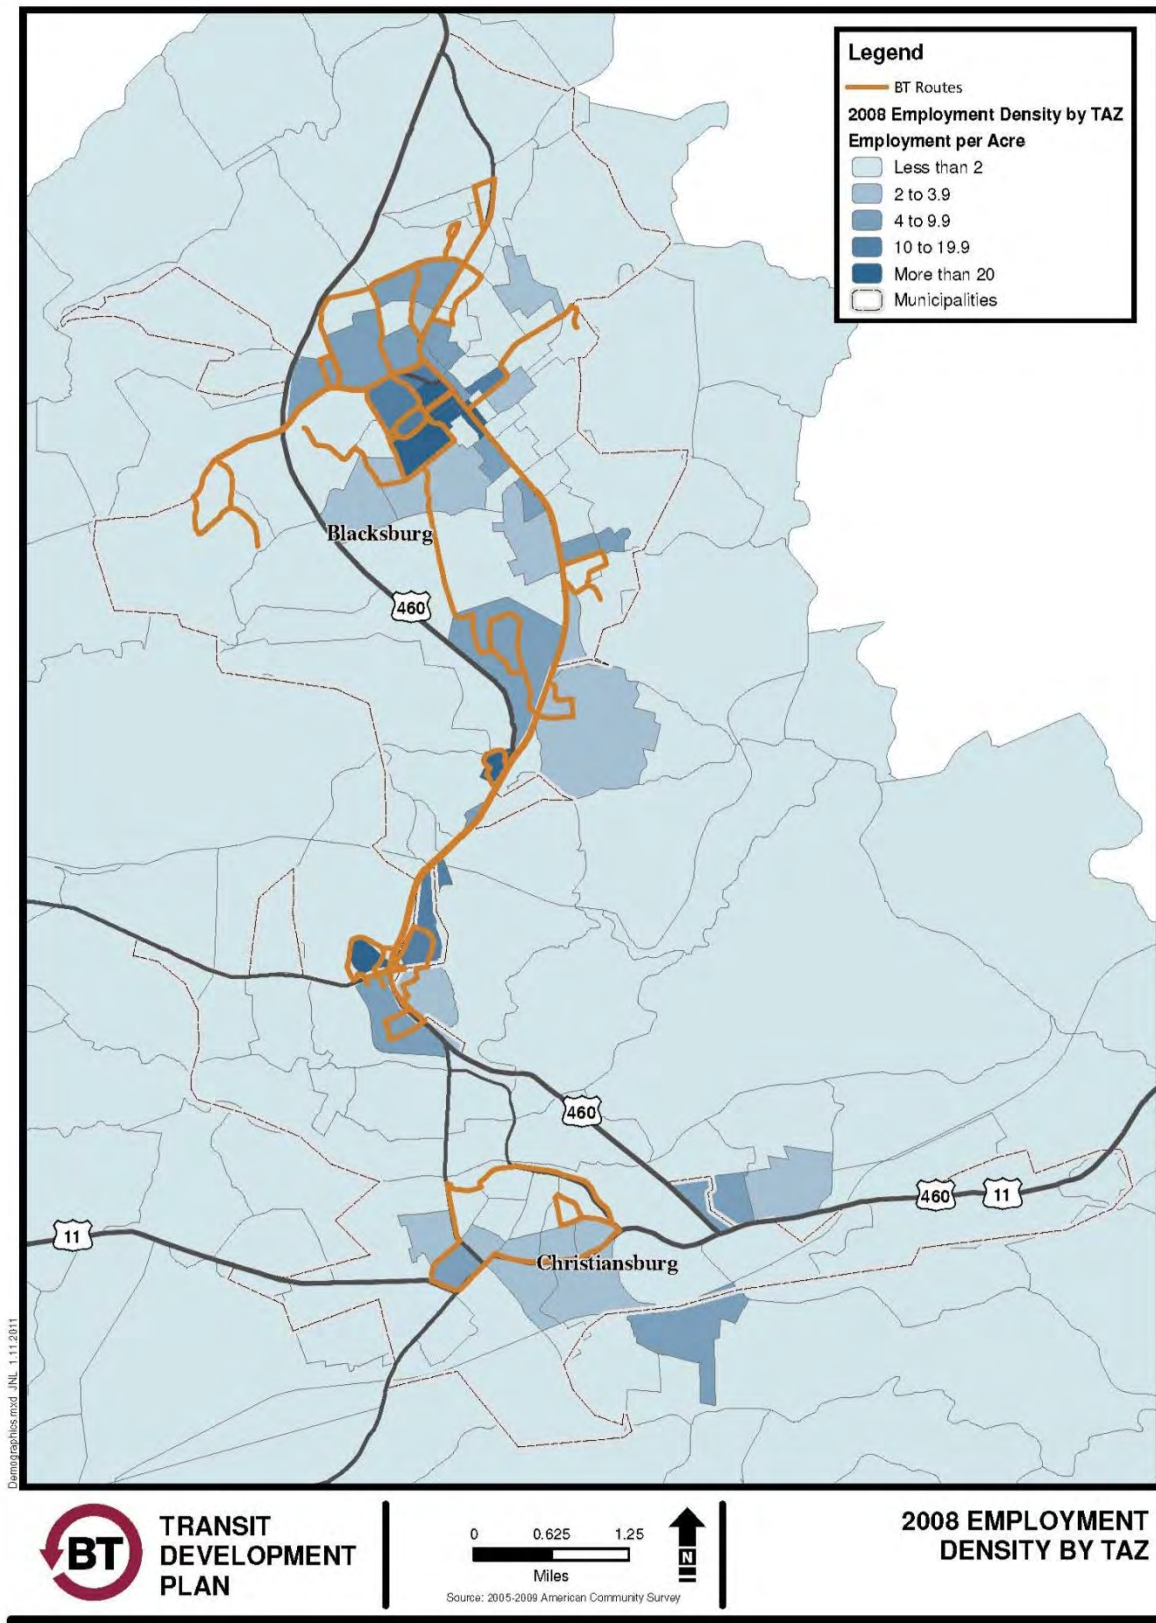 Legend
BT Routes
2008 Employment Density by TAZ
Employment per Acre
Less than 2
2 to 3.9
4 to 9.9
10 to 19.9
More than 20
Municipalities
Blacksburg
460
460
460
11
11
Christiansburg
Demographics.mxd JNL 1.11.2011
BT
TRANSIT
DEVELOPMENT
PLAN
0 0.625 1.25
Miles
Source: 2005-2009 American Community Survey
N
2008 EMPLOYMENT
DENSITY BY TAZ